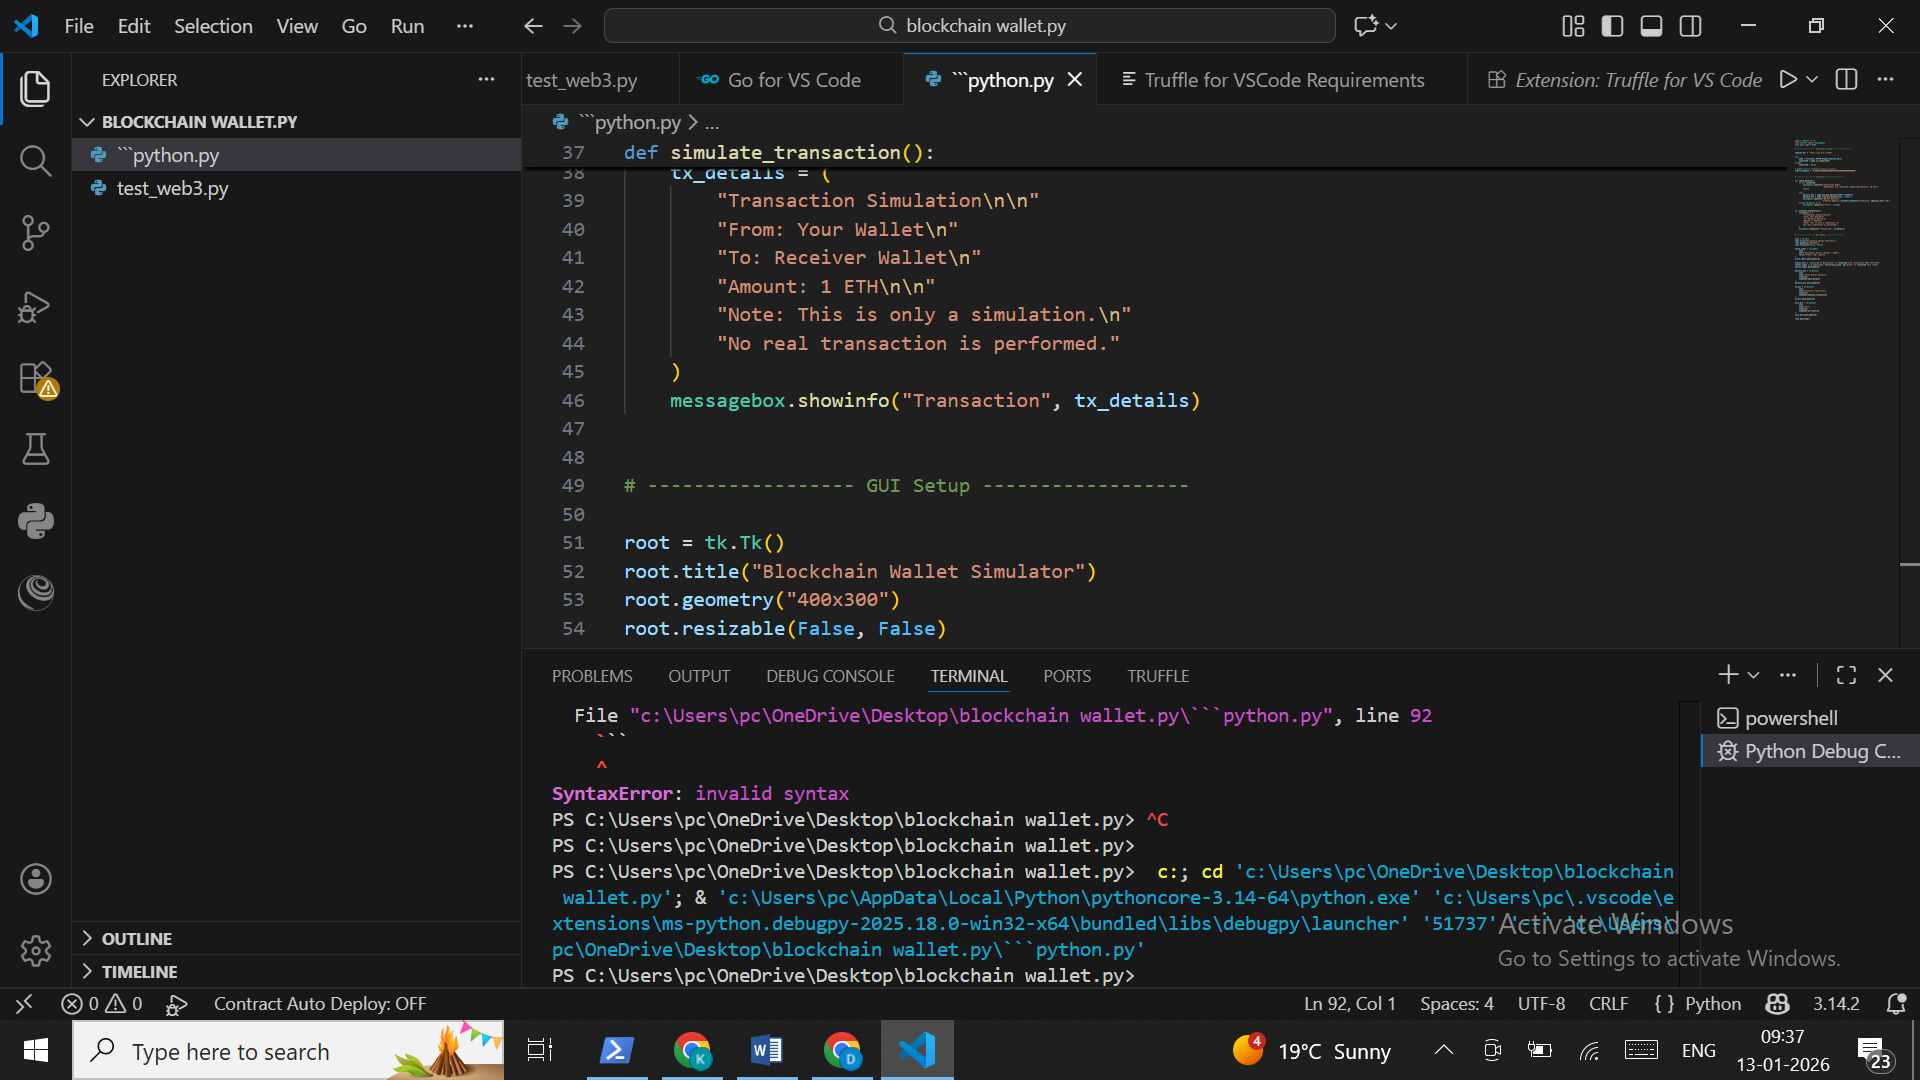 File Edit Selection View Go Run ··· blockchain wallet.py
EXPLORER ···
BLOCKCHAIN WALLET.PY
```python.py
test_web3.py
test_web3.py
Go for VS Code
```python.py
Truffle for VSCode Requirements
Extension: Truffle for VS Code
```python.py > ...
37 def simulate_transaction():
38 tx_details = (
39 "Transaction Simulation\n\n"
40 "From: Your Wallet\n"
41 "To: Receiver Wallet\n"
42 "Amount: 1 ETH\n\n"
43 "Note: This is only a simulation.\n"
44 "No real transaction is performed."
45 )
46 messagebox.showinfo("Transaction", tx_details)
47
48
49 # ------------------ GUI Setup ------------------
50
51 root = tk.Tk()
52 root.title("Blockchain Wallet Simulator")
53 root.geometry("400x300")
54 root.resizable(False, False)
PROBLEMS OUTPUT DEBUG CONSOLE TERMINAL PORTS TRUFFLE
File "c:\Users\pc\OneDrive\Desktop\blockchain wallet.py\```python.py", line 92
```
^
SyntaxError: invalid syntax
PS C:\Users\pc\OneDrive\Desktop\blockchain wallet.py> ^C
PS C:\Users\pc\OneDrive\Desktop\blockchain wallet.py>
PS C:\Users\pc\OneDrive\Desktop\blockchain wallet.py> c:; cd 'c:\Users\pc\OneDrive\Desktop\blockchain
wallet.py'; & 'c:\Users\pc\AppData\Local\Python\pythoncore-3.14-64\python.exe' 'c:\Users\pc\.vscode\e
xtensions\ms-python.debugpy-2025.18.0-win32-x64\bundled\libs\debugpy\launcher' '51737' '--' 'c:\Users\
pc\OneDrive\Desktop\blockchain wallet.py\```python.py'
PS C:\Users\pc\OneDrive\Desktop\blockchain wallet.py>
powershell
Python Debug C...
Activate Windows
Go to Settings to activate Windows.
OUTLINE
TIMELINE
0 0 Contract Auto Deploy: OFF
Ln 92, Col 1 Spaces: 4 UTF-8 CRLF { } Python 3.14.2
Type here to search
K
W
D
4
19°C Sunny
ENG
09:37
13-01-2026
23